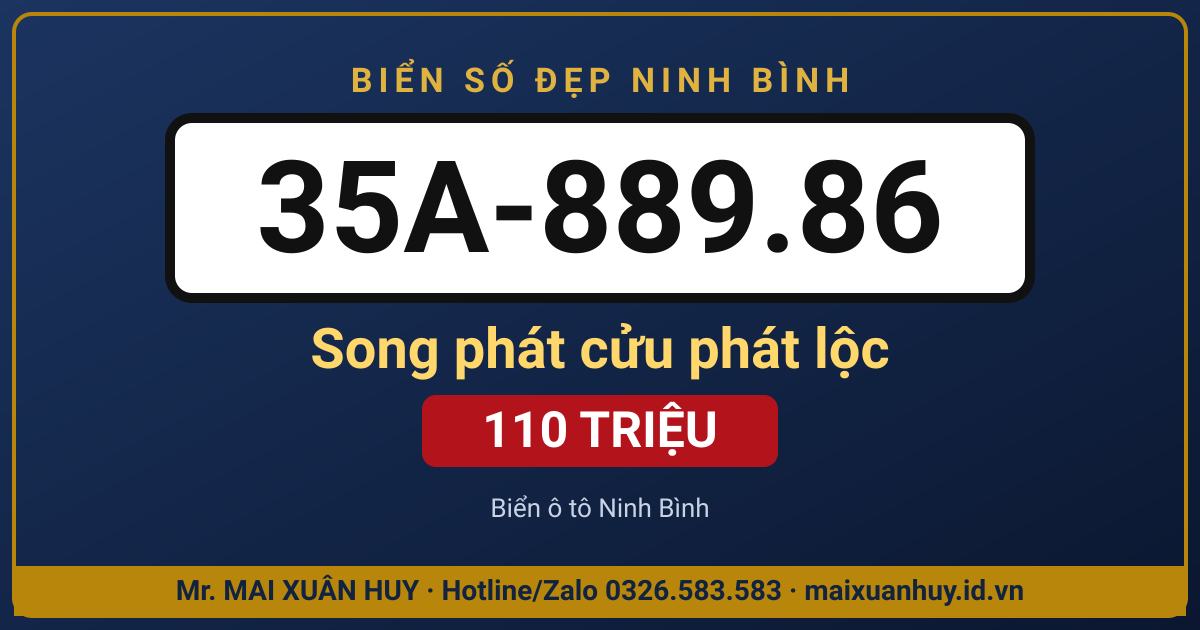 BIỂN SỐ ĐẸP NINH BÌNH
35A-889.86
Song phát cửu phát lộc
110 TRIỆU
Biển ô tô Ninh Bình
Mr. MAI XUÂN HUY · Hotline/Zalo 0326.583.583 · maixuanhuy.id.vn